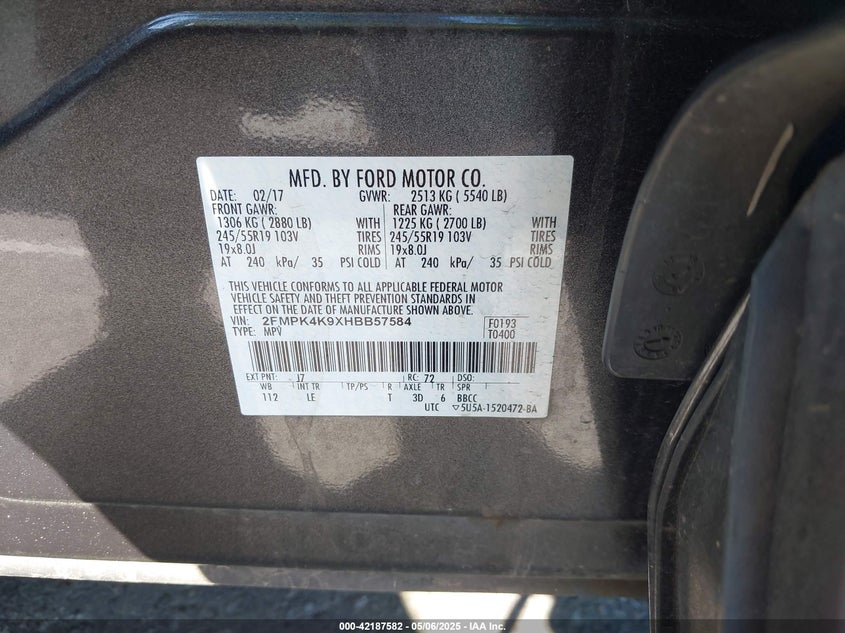 MFD. BY FORD MOTOR CO.
DATE: 02/17 GVWR: 2513 KG ( 5540 LB)
FRONT GAWR: REAR GAWR:
1306 KG ( 2880 LB) WITH 1225 KG ( 2700 LB) WITH
245/55R19 103V TIRES 245/55R19 103V TIRES
19x8.0J RIMS 19x8.0J RIMS
AT 240 kPa/ 35 PSI COLD AT 240 kPa/ 35 PSI COLD
THIS VEHICLE CONFORMS TO ALL APPLICABLE FEDERAL MOTOR
VEHICLE SAFETY AND THEFT PREVENTION STANDARDS IN
EFFECT ON THE DATE OF MANUFACTURE SHOWN ABOVE.
VIN: 2FMPK4K9XHBB57584 F0193
TYPE: MPV T0400
EXT PNT: J7 RC: 72 DSO:
WB INT TR TP/PS R AXLE TR SPR
112 LE T 3D 6 BBCC
UTC ▽5U5A-1520472-BA
000-42187582 - 05/06/2025 - IAA Inc.